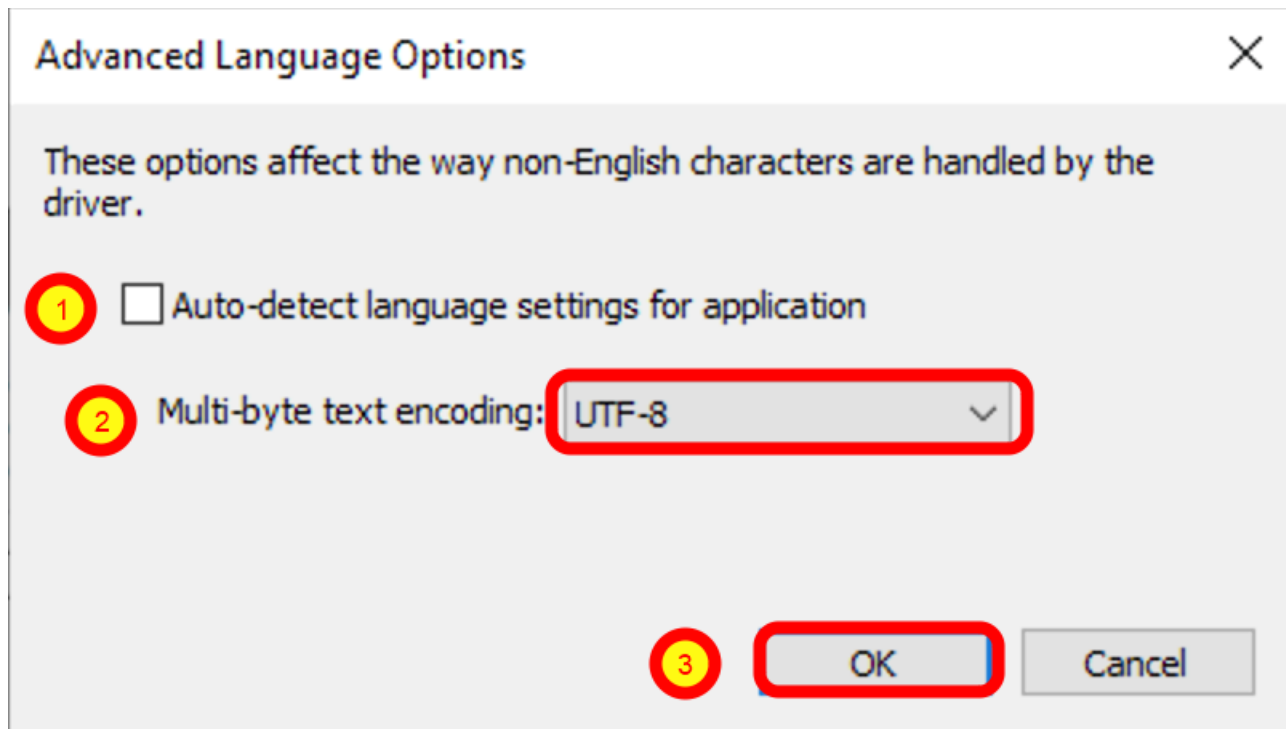 Advanced Language Options
These options affect the way non-English characters are handled by the
driver.
1 Auto-detect language settings for application
2 Multi-byte text encoding: UTF-8
3 OK Cancel